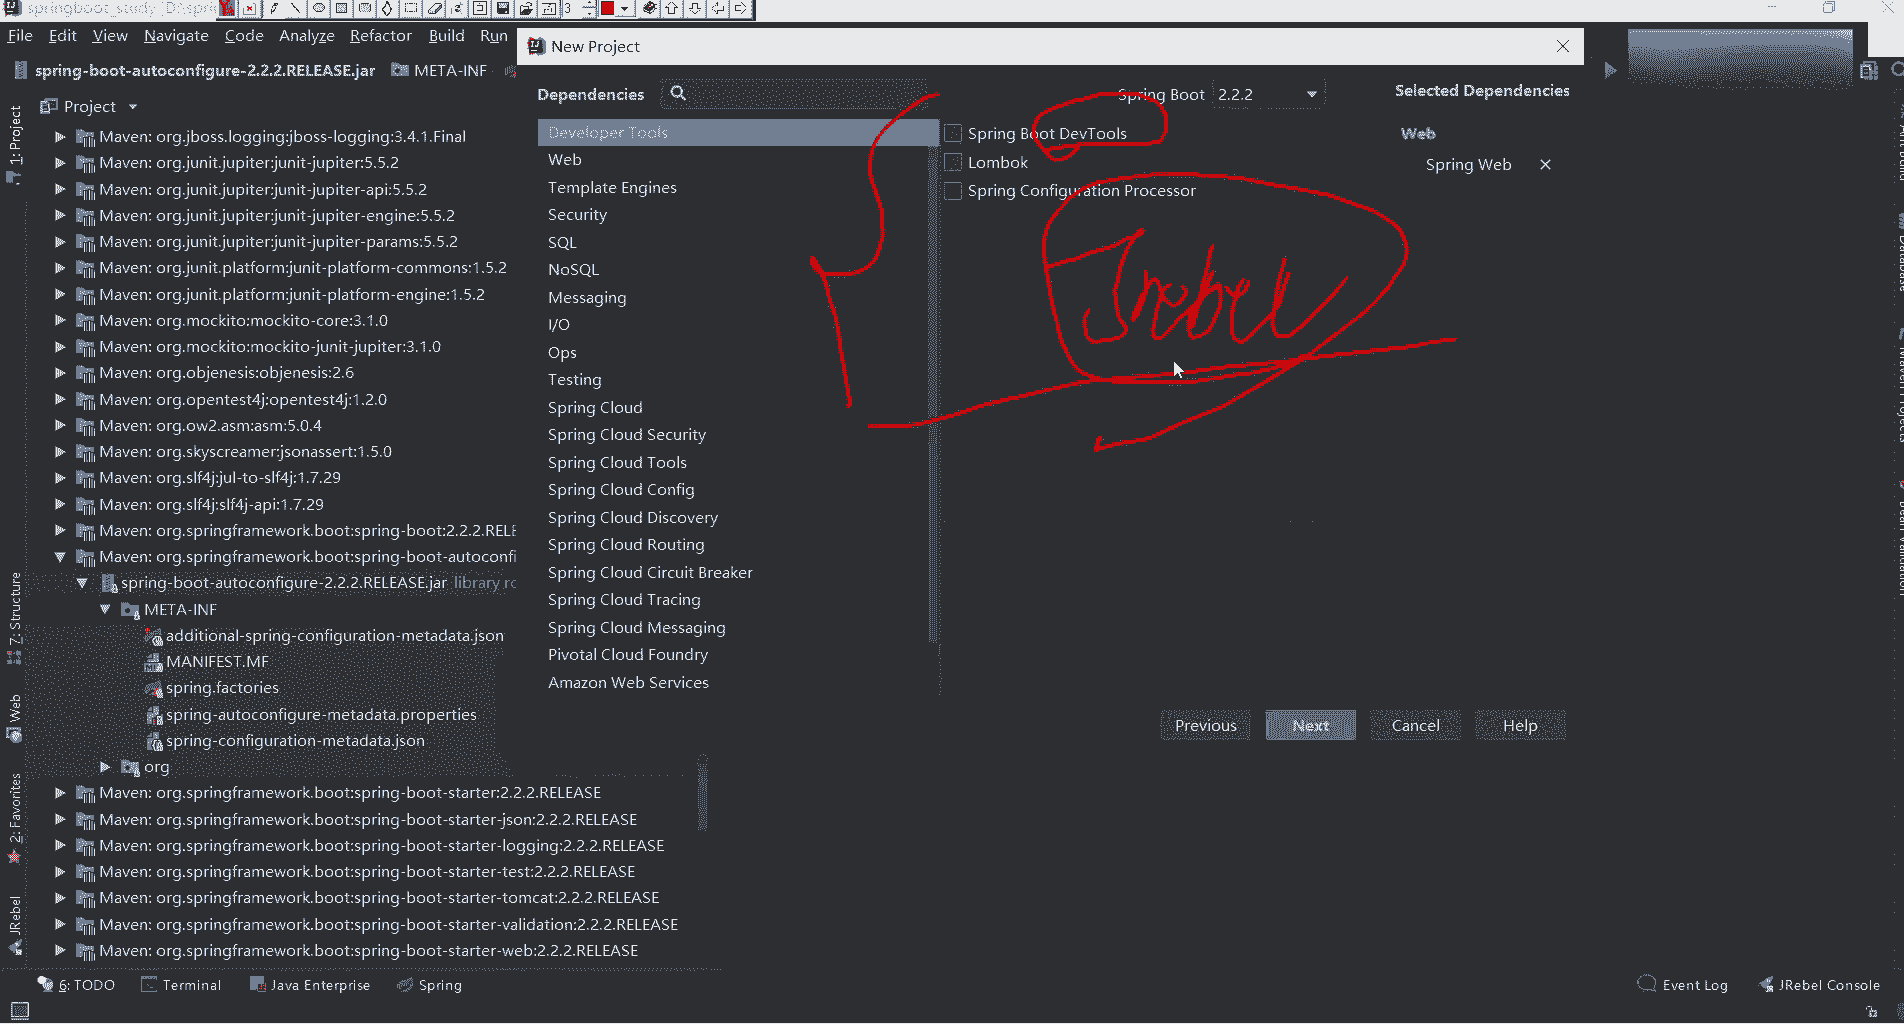 springboot_study [D:\spri
3
File Edit View Navigate Code Analyze Refactor Build Run
New Project
spring-boot-autoconfigure-2.2.2.RELEASE.jar META-INF
Dependencies
Spring Boot 2.2.2
Selected Dependencies
Project
1: Project
Maven: org.jboss.logging:jboss-logging:3.4.1.Final
Maven: org.junit.jupiter:junit-jupiter:5.5.2
Maven: org.junit.jupiter:junit-jupiter-api:5.5.2
Maven: org.junit.jupiter:junit-jupiter-engine:5.5.2
Maven: org.junit.jupiter:junit-jupiter-params:5.5.2
Maven: org.junit.platform:junit-platform-commons:1.5.2
Maven: org.junit.platform:junit-platform-engine:1.5.2
Maven: org.mockito:mockito-core:3.1.0
Maven: org.mockito:mockito-junit-jupiter:3.1.0
Maven: org.objenesis:objenesis:2.6
Maven: org.opentest4j:opentest4j:1.2.0
Maven: org.ow2.asm:asm:5.0.4
Maven: org.skyscreamer:jsonassert:1.5.0
Maven: org.slf4j:jul-to-slf4j:1.7.29
Maven: org.slf4j:slf4j-api:1.7.29
Maven: org.springframework.boot:spring-boot:2.2.2.RELE
Maven: org.springframework.boot:spring-boot-autoconfi
spring-boot-autoconfigure-2.2.2.RELEASE.jar library ro
META-INF
additional-spring-configuration-metadata.json
MANIFEST.MF
spring.factories
spring-autoconfigure-metadata.properties
spring-configuration-metadata.json
org
Maven: org.springframework.boot:spring-boot-starter:2.2.2.RELEASE
Maven: org.springframework.boot:spring-boot-starter-json:2.2.2.RELEASE
Maven: org.springframework.boot:spring-boot-starter-logging:2.2.2.RELEASE
Maven: org.springframework.boot:spring-boot-starter-test:2.2.2.RELEASE
Maven: org.springframework.boot:spring-boot-starter-tomcat:2.2.2.RELEASE
Maven: org.springframework.boot:spring-boot-starter-validation:2.2.2.RELEASE
Maven: org.springframework.boot:spring-boot-starter-web:2.2.2.RELEASE
7: Structure
Web
2: Favorites
JRebel
Developer Tools
Web
Template Engines
Security
SQL
NoSQL
Messaging
I/O
Ops
Testing
Spring Cloud
Spring Cloud Security
Spring Cloud Tools
Spring Cloud Config
Spring Cloud Discovery
Spring Cloud Routing
Spring Cloud Circuit Breaker
Spring Cloud Tracing
Spring Cloud Messaging
Pivotal Cloud Foundry
Amazon Web Services
Spring Boot DevTools
Lombok
Spring Configuration Processor
Jrebel
Web
Spring Web
Previous Next Cancel Help
6: TODO Terminal Java Enterprise Spring
Event Log JRebel Console